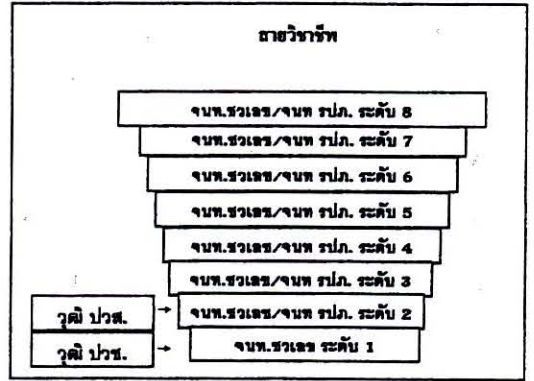 สายวิชาชีพ
จนท.ชวเลข/จนท รปภ. ระดับ 8
จนท.ชวเลข/จนท รปภ. ระดับ 7
จนท.ชวเลข/จนท รปภ. ระดับ 6
จนท.ชวเลข/จนท รปภ. ระดับ 5
จนท.ชวเลข/จนท รปภ. ระดับ 4
จนท.ชวเลข/จนท รปภ. ระดับ 3
วุฒิ ปวส. → จนท.ชวเลข/จนท รปภ. ระดับ 2
วุฒิ ปวช. → จนท.ชวเลข ระดับ 1